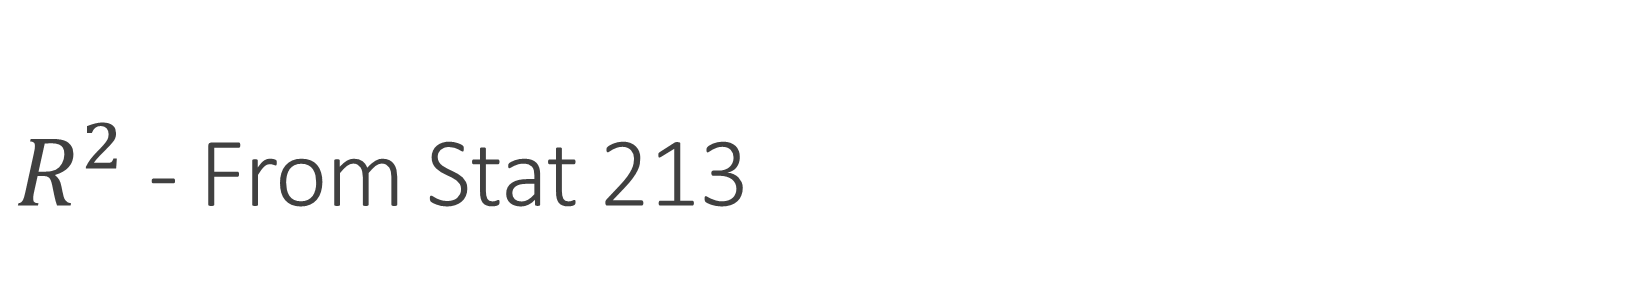 R² - From Stat 213